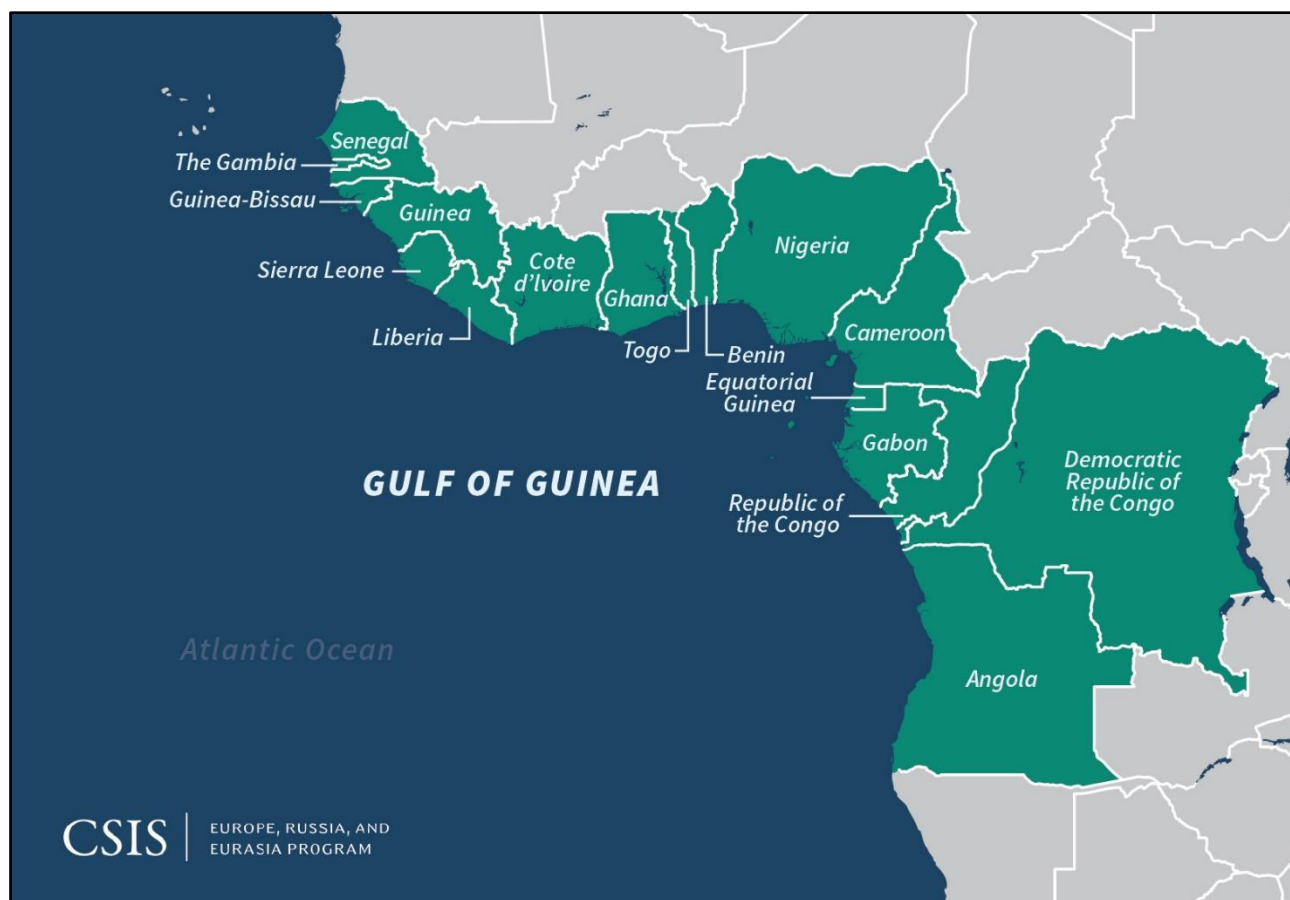 Senegal
The Gambia
Guinea-Bissau
Guinea
Sierra Leone
Liberia
Cote
d'Ivoire
Ghana
Togo
Benin
Nigeria
Cameroon
Equatorial
Guinea
Gabon
Republic of
the Congo
Democratic
Republic of
the Congo
GULF OF GUINEA
Atlantic Ocean
Angola
CSIS
EUROPE, RUSSIA, AND
EURASIA PROGRAM